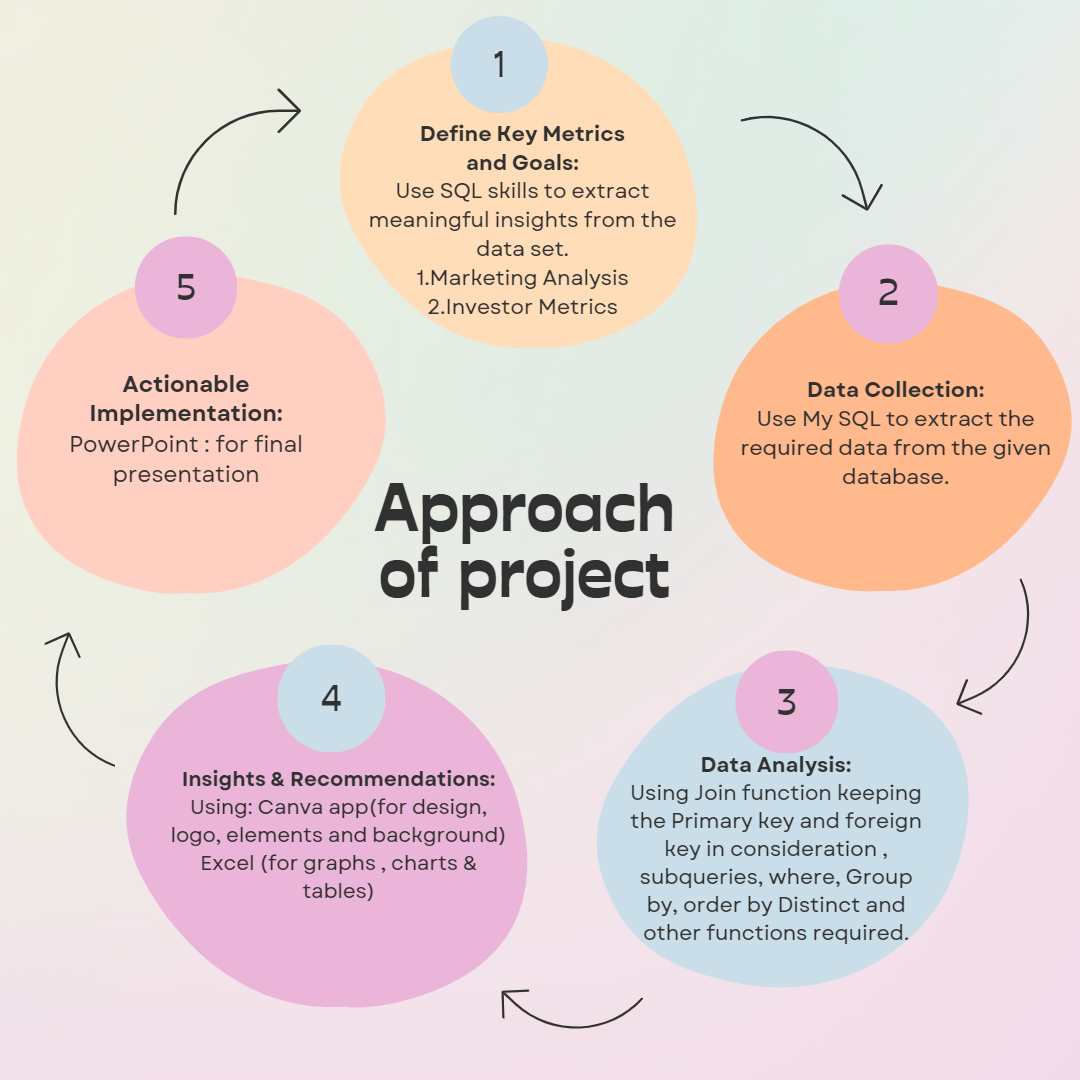 1
Define Key Metrics
and Goals:
Use SQL skills to extract
meaningful insights from the
data set.
1.Marketing Analysis
2.Investor Metrics
2
Data Collection:
Use My SQL to extract the
required data from the given
database.
3
Data Analysis:
Using Join function keeping
the Primary key and foreign
key in consideration ,
subqueries, where, Group
by, order by Distinct and
other functions required.
4
Insights & Recommendations:
Using: Canva app(for design,
logo, elements and background)
Excel (for graphs , charts &
tables)
5
Actionable
Implementation:
PowerPoint : for final
presentation
Approach
of project